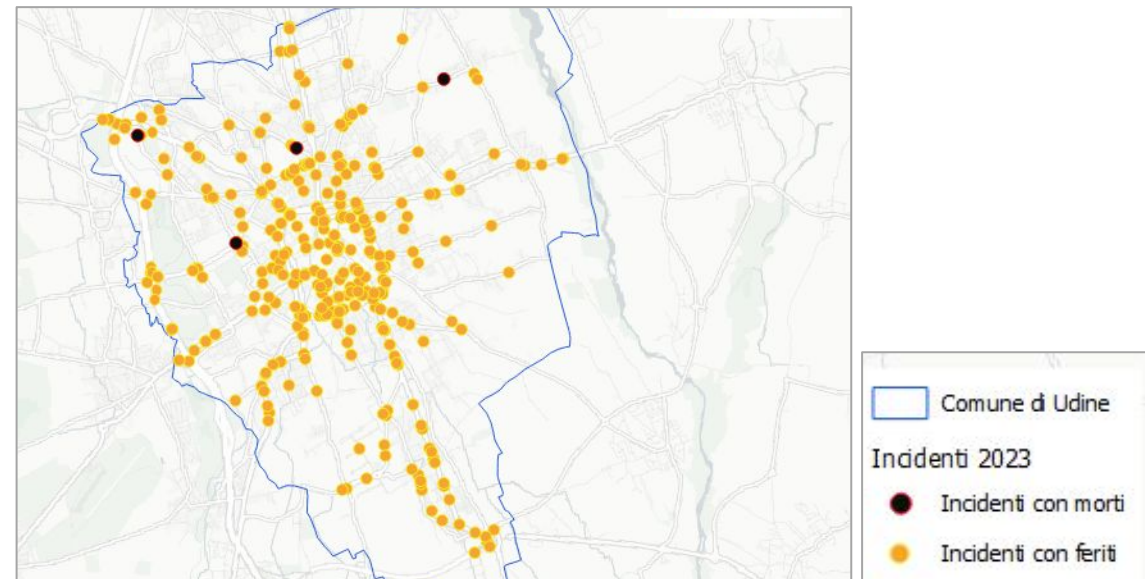 Comune di Udine
Incidenti 2023
Incidenti con morti
Incidenti con feriti